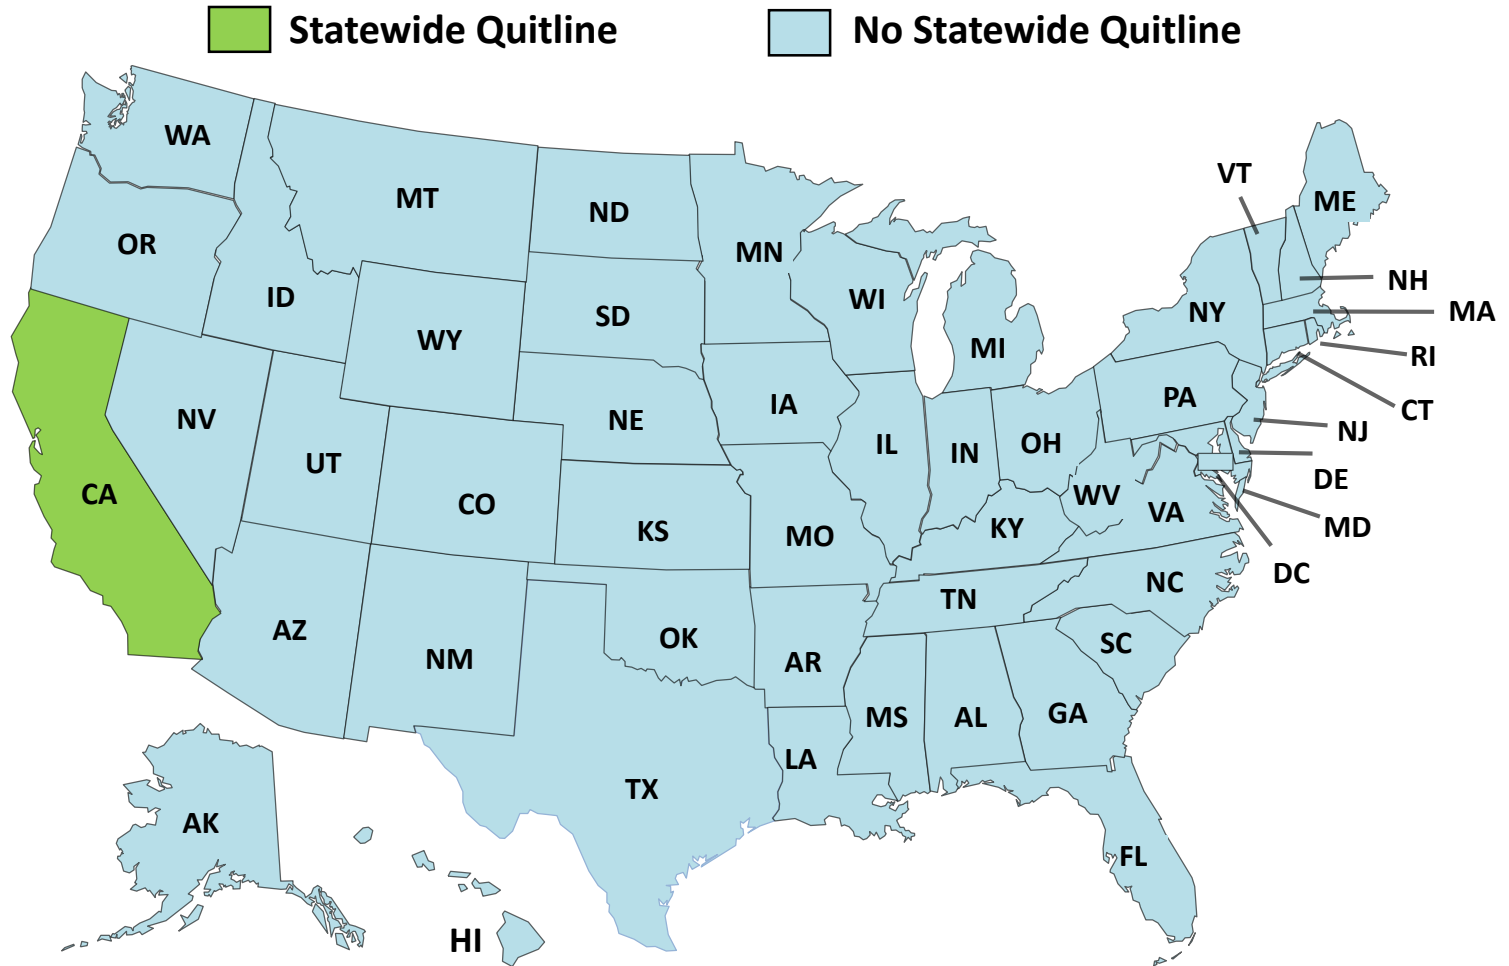 Statewide Quitline
No Statewide Quitline
WA
MT
ND
MN
VT
ME
OR
ID
SD
WI
NH
WY
MI
NY
MA
RI
NV
NE
IA
PA
CT
UT
IL
IN
OH
NJ
CA
CO
KS
MO
WV
VA
DE
KY
MD
DC
AZ
NM
OK
AR
TN
NC
SC
MS
AL
GA
LA
TX
AK
FL
HI